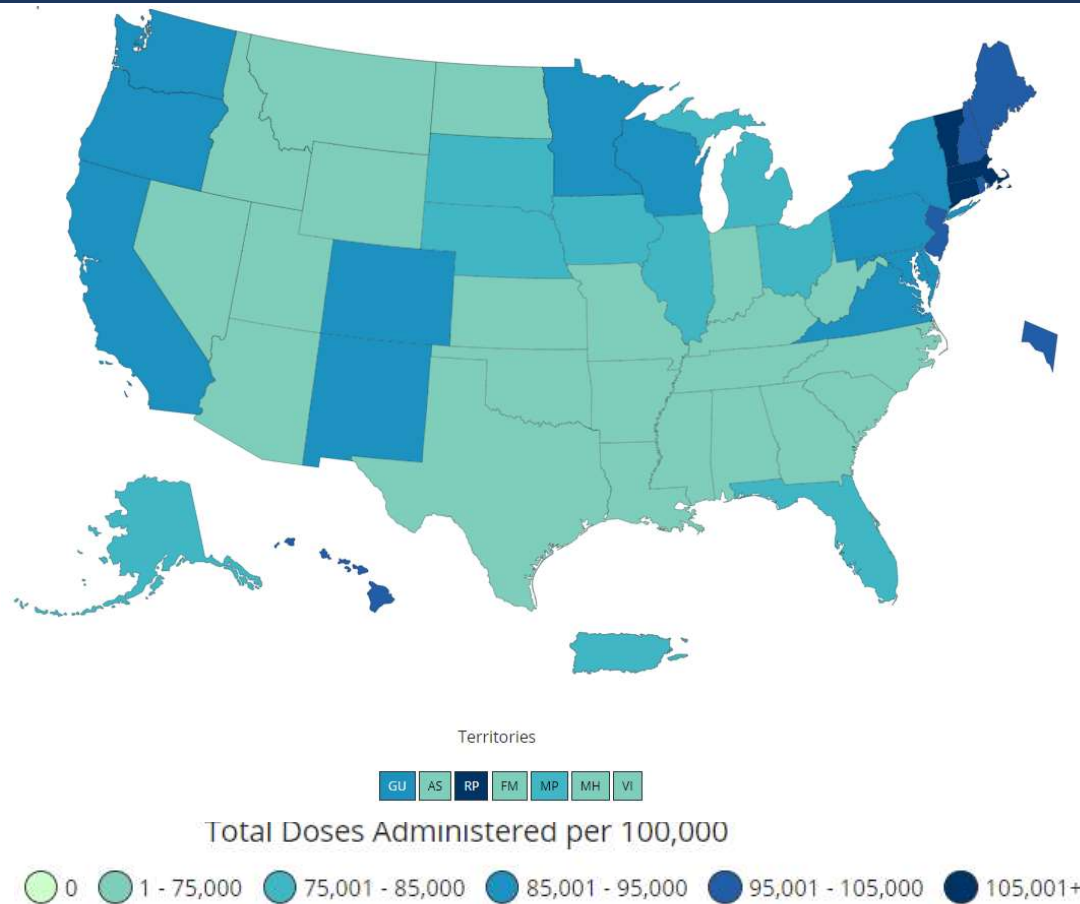 Territories
GU AS RP FM MP MH VI
Total Doses Administered per 100,000
0 1 - 75,000 75,001 - 85,000 85,001 - 95,000 95,001 - 105,000 105,001+